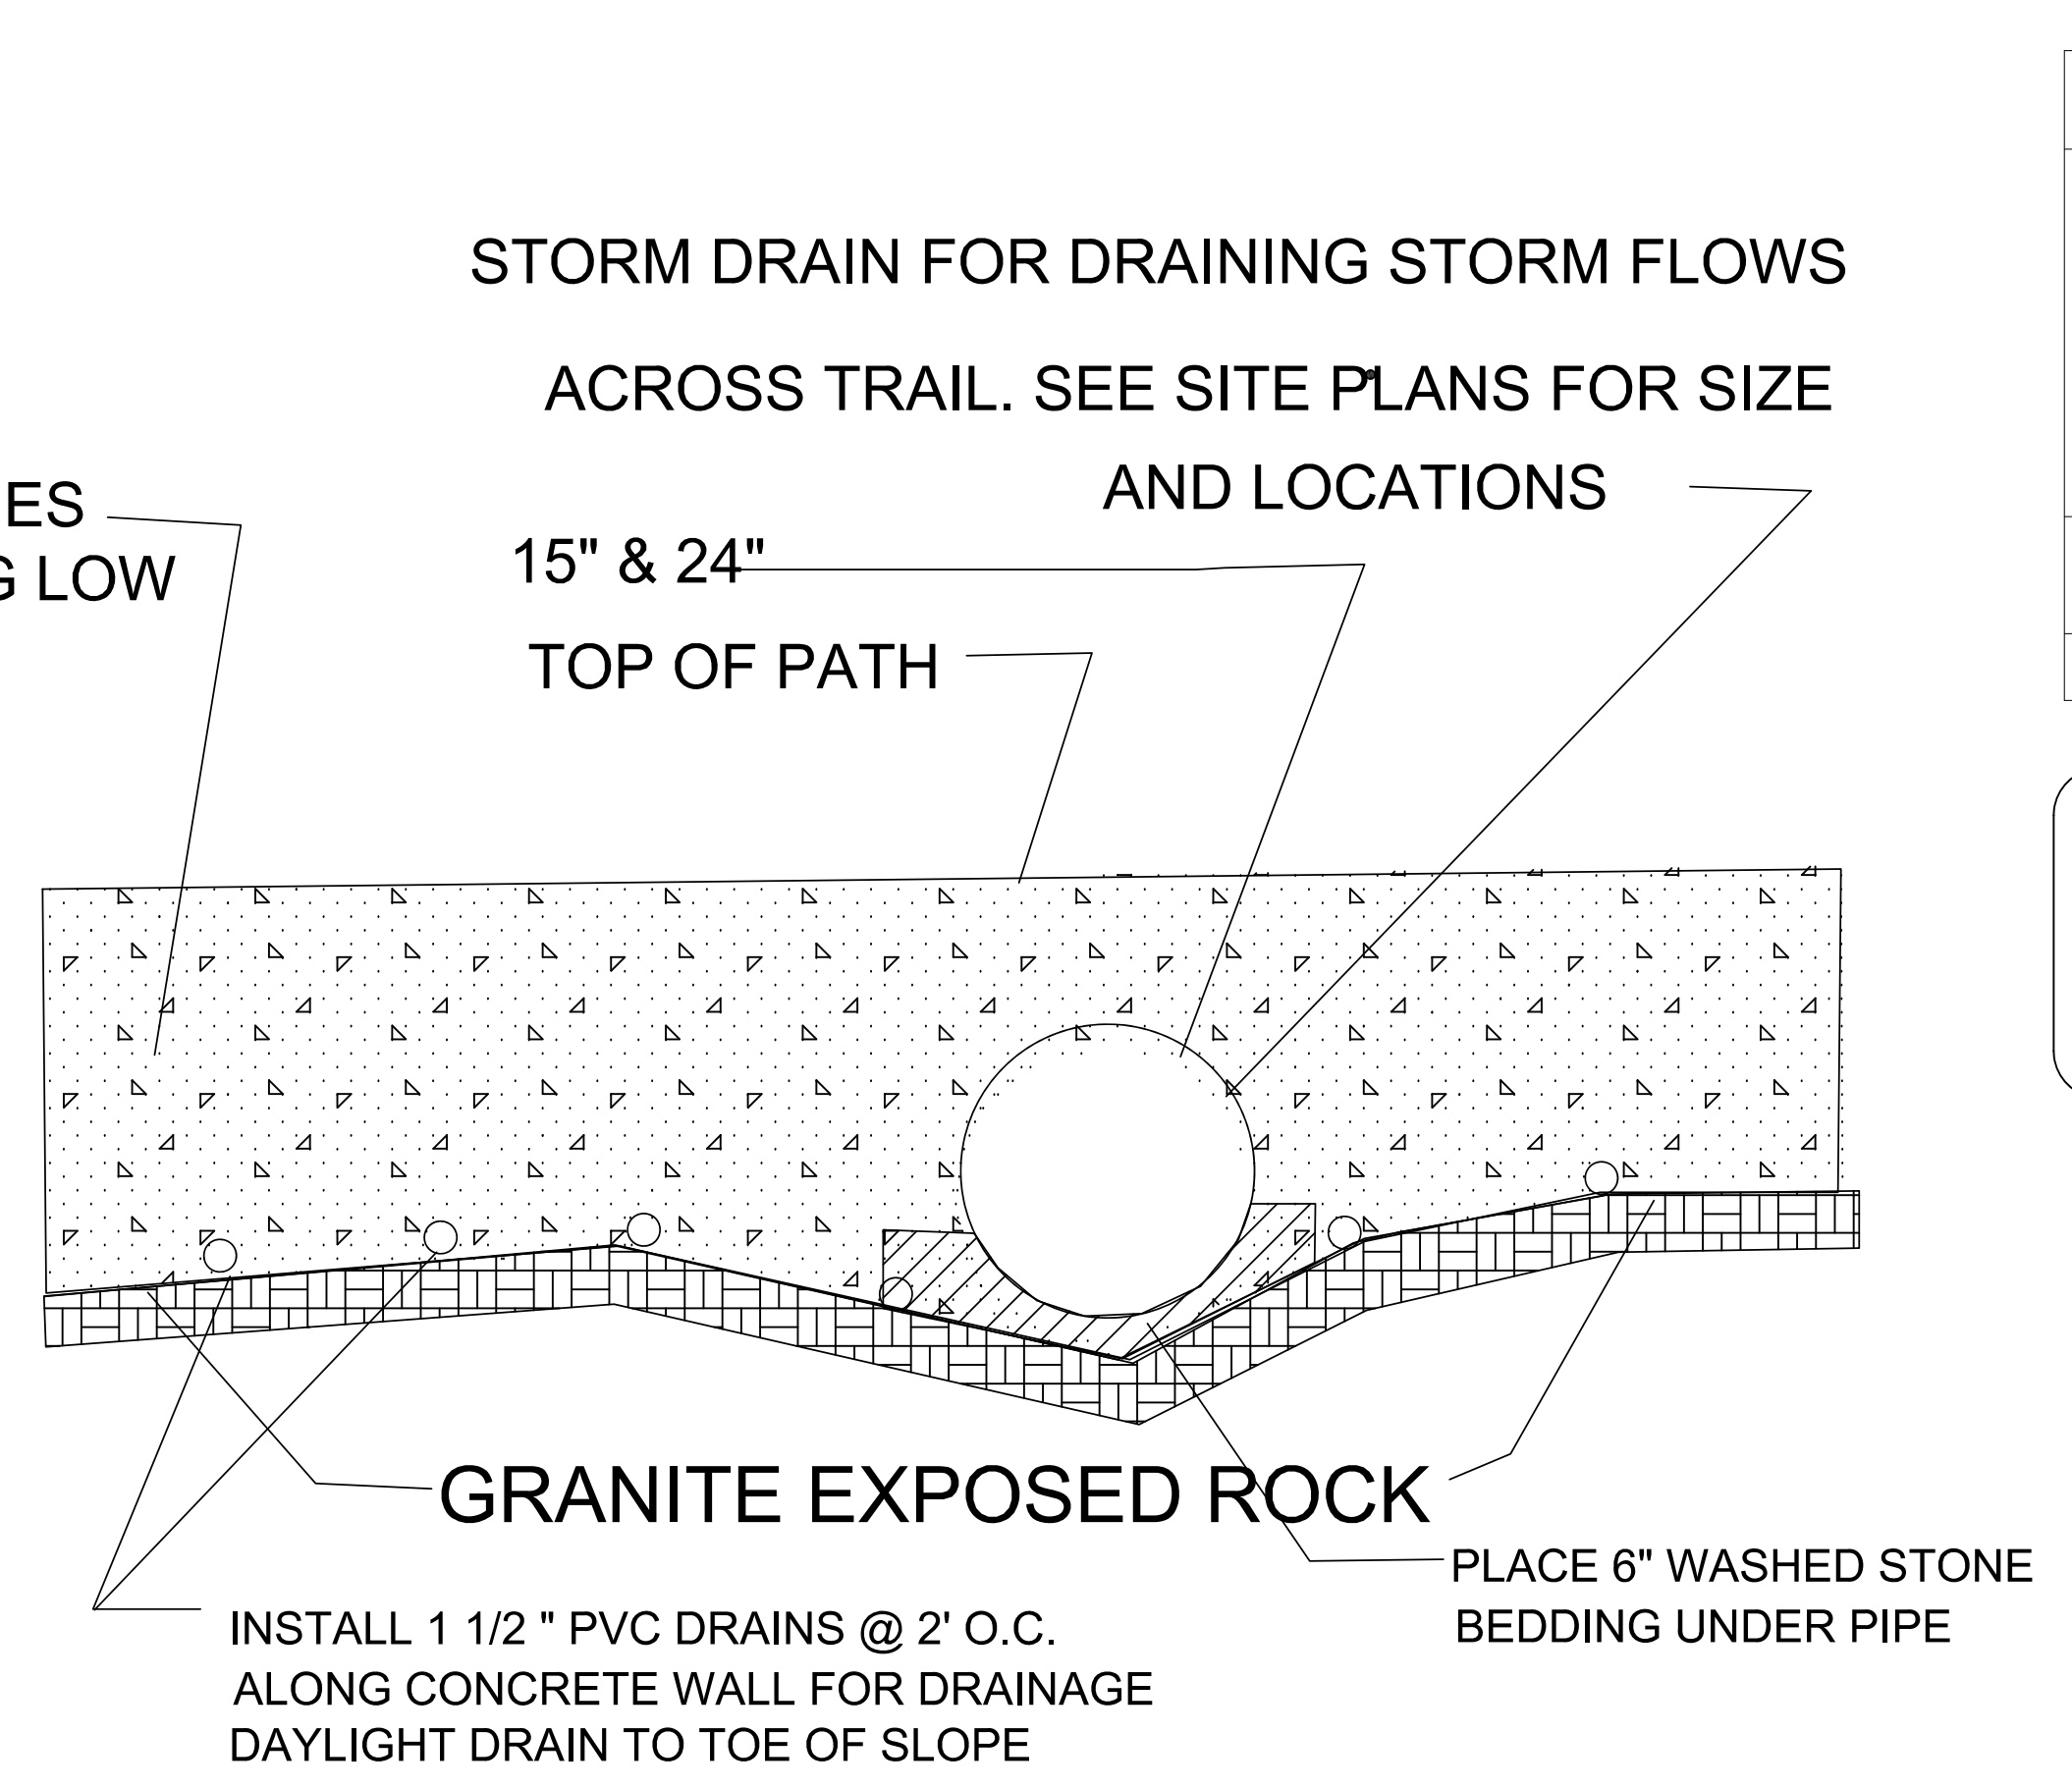 STORM DRAIN FOR DRAINING STORM FLOWS
ACROSS TRAIL. SEE SITE PLANS FOR SIZE
AND LOCATIONS
LOW
15" & 24"
TOP OF PATH
GRANITE EXPOSED ROCK
PLACE 6" WASHED STONE
BEDDING UNDER PIPE
INSTALL 1 1/2 " PVC DRAINS @ 2' O.C.
ALONG CONCRETE WALL FOR DRAINAGE
DAYLIGHT DRAIN TO TOE OF SLOPE